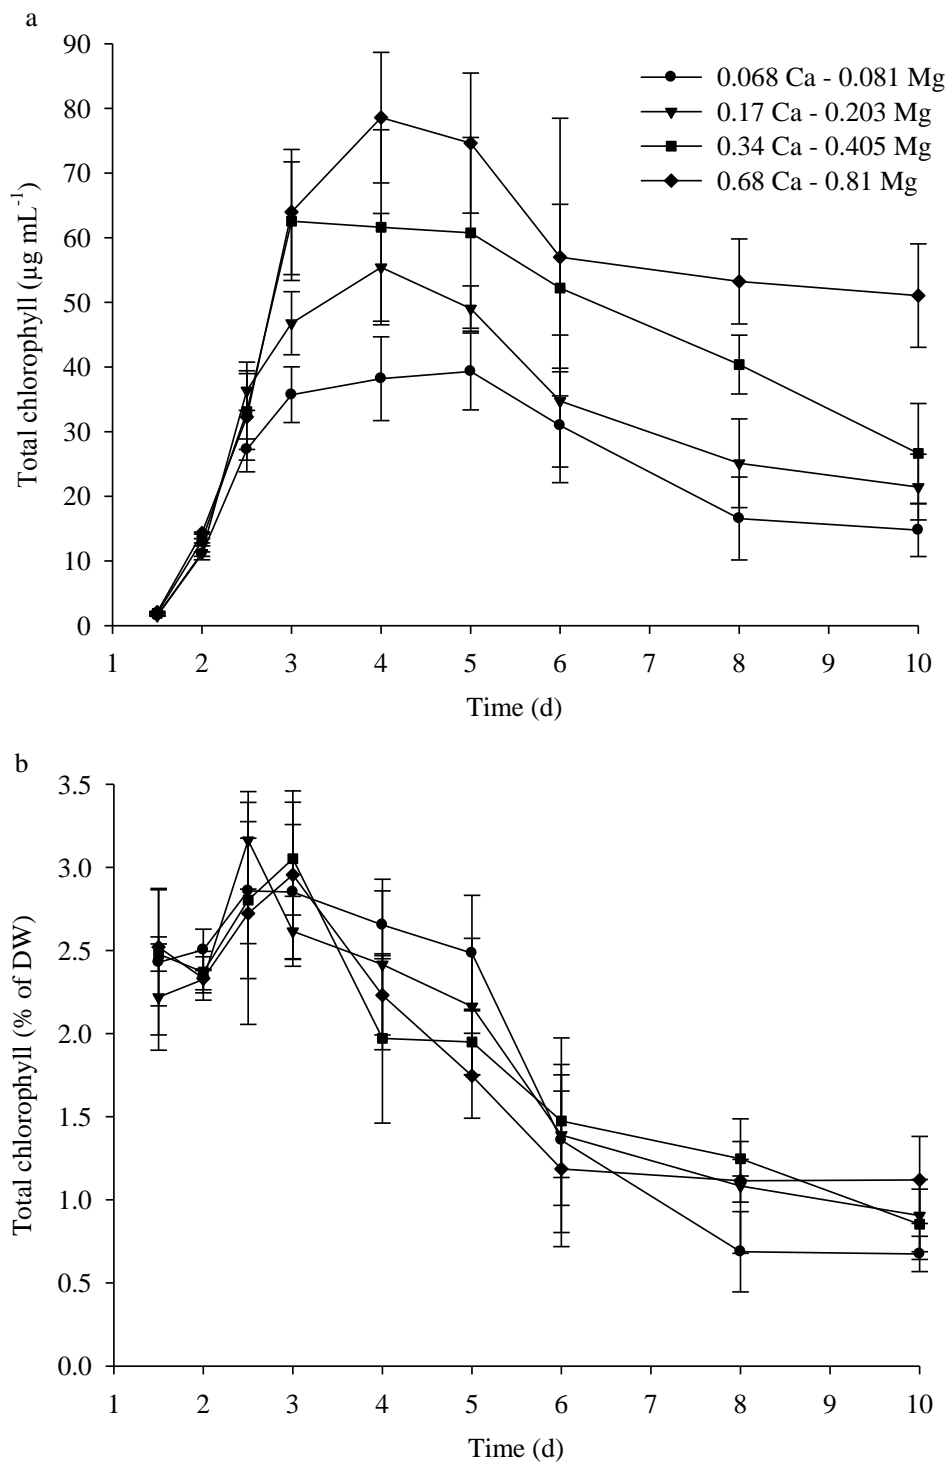 a
90
80
70
60
50
40
30
20
10
0
Total chlorophyll (µg mL⁻¹)
0.068 Ca - 0.081 Mg
0.17 Ca - 0.203 Mg
0.34 Ca - 0.405 Mg
0.68 Ca - 0.81 Mg
1 2 3 4 5 6 7 8 9 10
Time (d)
b
3.5
3.0
2.5
2.0
1.5
1.0
0.5
0.0
Total chlorophyll (% of DW)
1 2 3 4 5 6 7 8 9 10
Time (d)